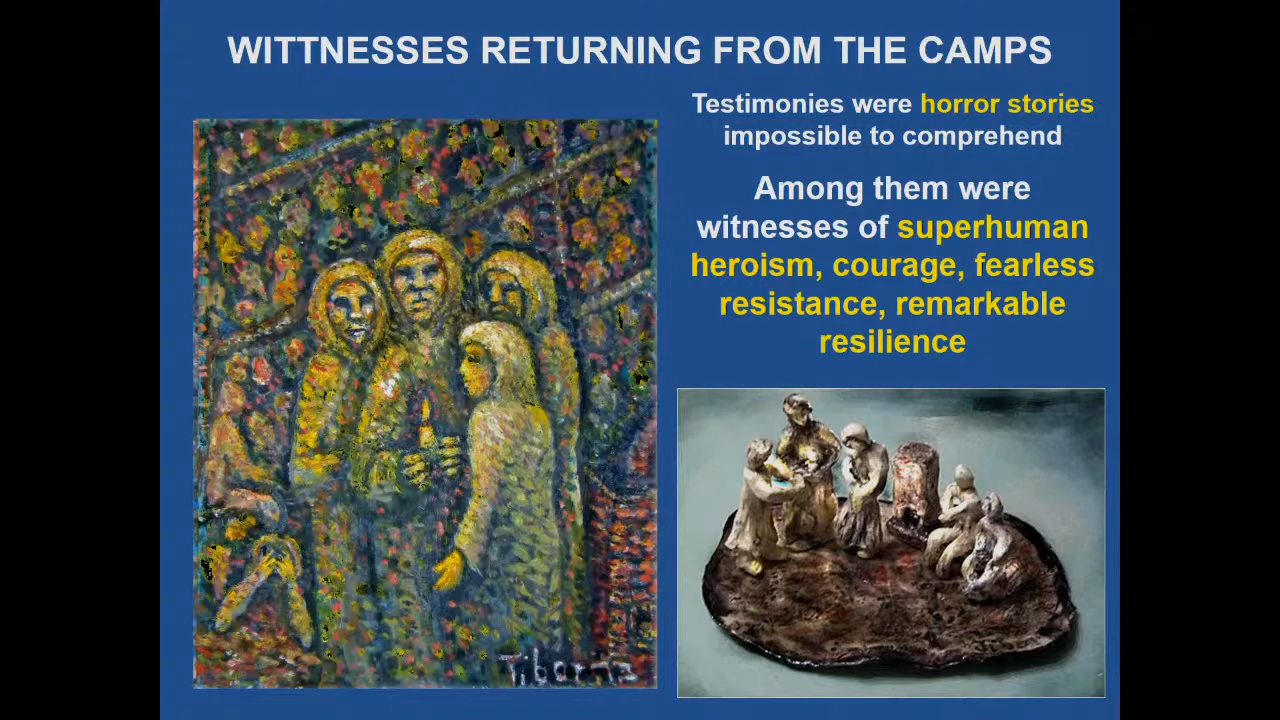 WITTNESSES RETURNING FROM THE CAMPS
Testimonies were horror stories
impossible to comprehend
Among them were
witnesses of superhuman
heroism, courage, fearless
resistance, remarkable
resilience